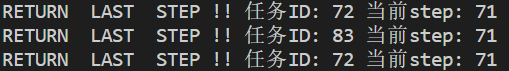 RETURN  LAST  STEP !! 任务ID: 72 当前step: 71
RETURN  LAST  STEP !! 任务ID: 83 当前step: 71
RETURN  LAST  STEP !! 任务ID: 72 当前step: 71